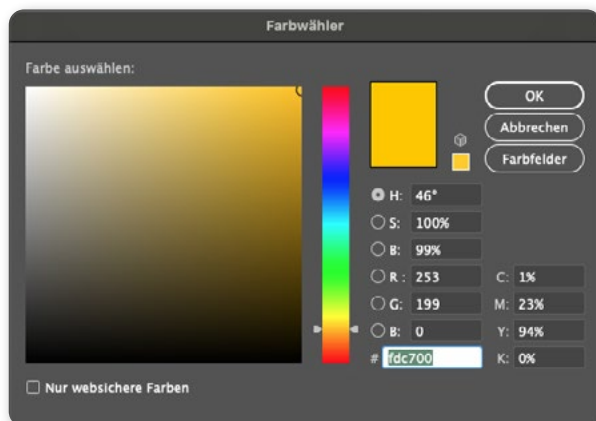 Farbwähler
Farbe auswählen:
OK
Abbrechen
Farbfelder
H: 46°
S: 100%
B: 99%
R: 253
C: 1%
G: 199
M: 23%
B: 0
Y: 94%
# fdc700
K: 0%
Nur websichere Farben